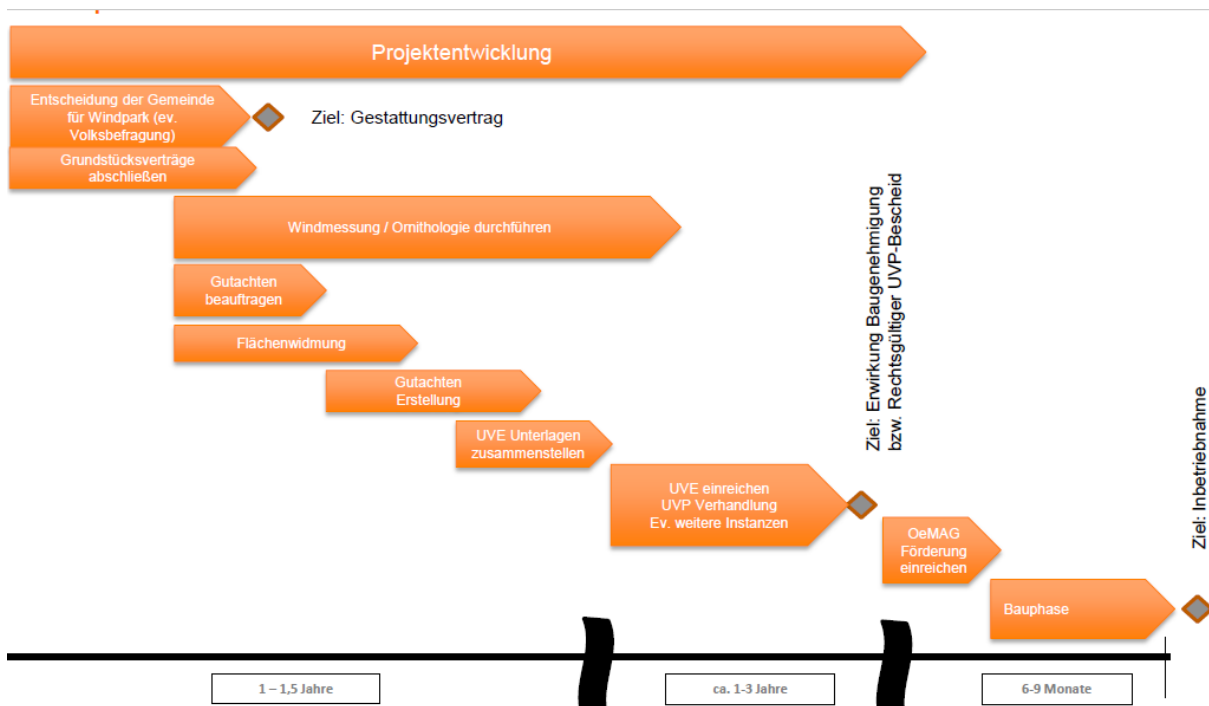 Projektentwicklung
Entscheidung der Gemeinde
für Windpark (ev.
Volksbefragung)
Ziel: Gestattungsvertrag
Grundstücksverträge
abschließen
Windmessung / Ornithologie durchführen
Gutachten
beauftragen
Flächenwidmung
Gutachten
Erstellung
UVE Unterlagen
zusammenstellen
UVE einreichen
UVP Verhandlung
Ev. weitere Instanzen
Ziel: Erwirkung Baugenehmigung
bzw. Rechtsgültiger UVP-Bescheid
OeMAG
Förderung
einreichen
Bauphase
Ziel: Inbetriebnahme
1 – 1,5 Jahre
ca. 1-3 Jahre
6-9 Monate